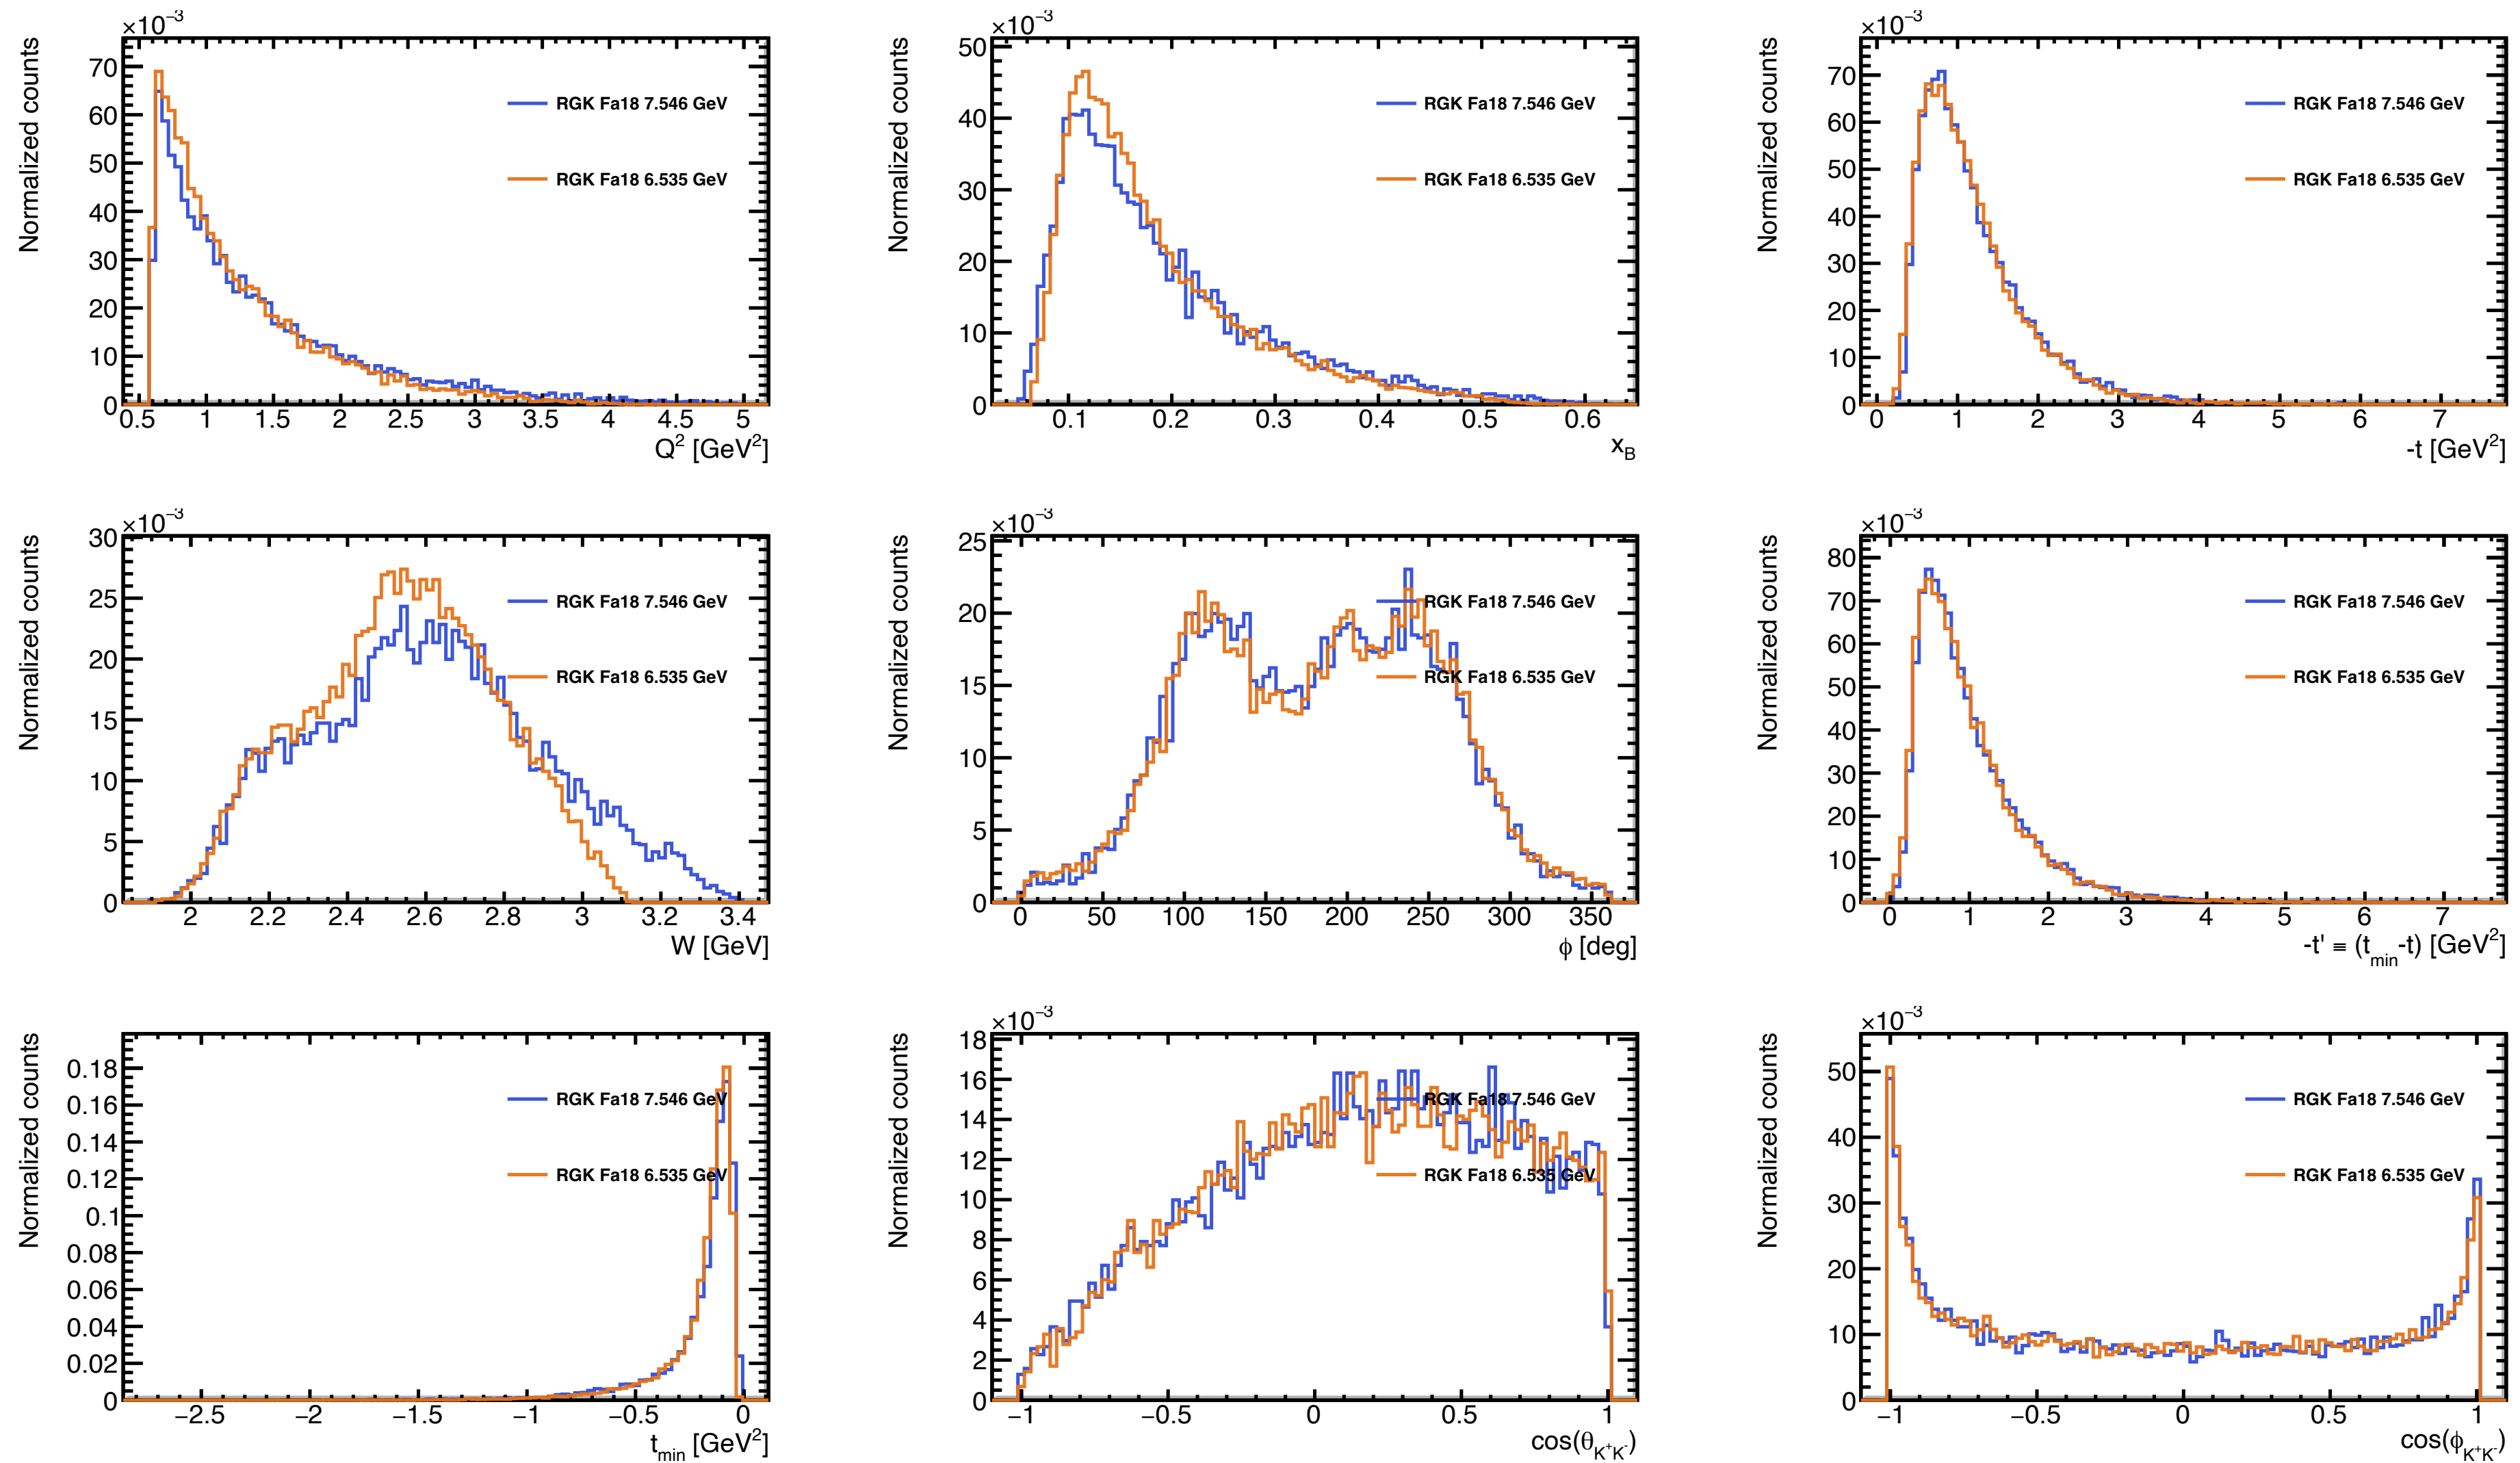 ×10⁻³
Normalized counts
70
60
50
40
30
20
10
0
RGK Fa18 7.546 GeV
RGK Fa18 6.535 GeV
0.5 1 1.5 2 2.5 3 3.5 4 4.5 5
Q² [GeV²]
×10⁻³
Normalized counts
50
40
30
20
10
0
RGK Fa18 7.546 GeV
RGK Fa18 6.535 GeV
0.1 0.2 0.3 0.4 0.5 0.6
x_B
×10⁻³
Normalized counts
70
60
50
40
30
20
10
0
RGK Fa18 7.546 GeV
RGK Fa18 6.535 GeV
0 1 2 3 4 5 6 7
-t [GeV²]
×10⁻³
Normalized counts
30
25
20
15
10
5
0
RGK Fa18 7.546 GeV
RGK Fa18 6.535 GeV
2 2.2 2.4 2.6 2.8 3 3.2 3.4
W [GeV]
×10⁻³
Normalized counts
25
20
15
10
5
0
RGK Fa18 7.546 GeV
RGK Fa18 6.535 GeV
0 50 100 150 200 250 300 350
ϕ [deg]
×10⁻³
Normalized counts
80
70
60
50
40
30
20
10
0
RGK Fa18 7.546 GeV
RGK Fa18 6.535 GeV
0 1 2 3 4 5 6 7
-t' ≡ (t_min -t) [GeV²]
Normalized counts
0.18
0.16
0.14
0.12
0.1
0.08
0.06
0.04
0.02
0
RGK Fa18 7.546 GeV
RGK Fa18 6.535 GeV
−2.5 −2 −1.5 −1 −0.5 0
t_min [GeV²]
×10⁻³
Normalized counts
18
16
14
12
10
8
6
4
2
0
RGK Fa18 7.546 GeV
RGK Fa18 6.535 GeV
−1 −0.5 0 0.5 1
cos(θ_K⁺K⁻)
×10⁻³
Normalized counts
50
40
30
20
10
0
RGK Fa18 7.546 GeV
RGK Fa18 6.535 GeV
−1 −0.5 0 0.5 1
cos(ϕ_K⁺K⁻)